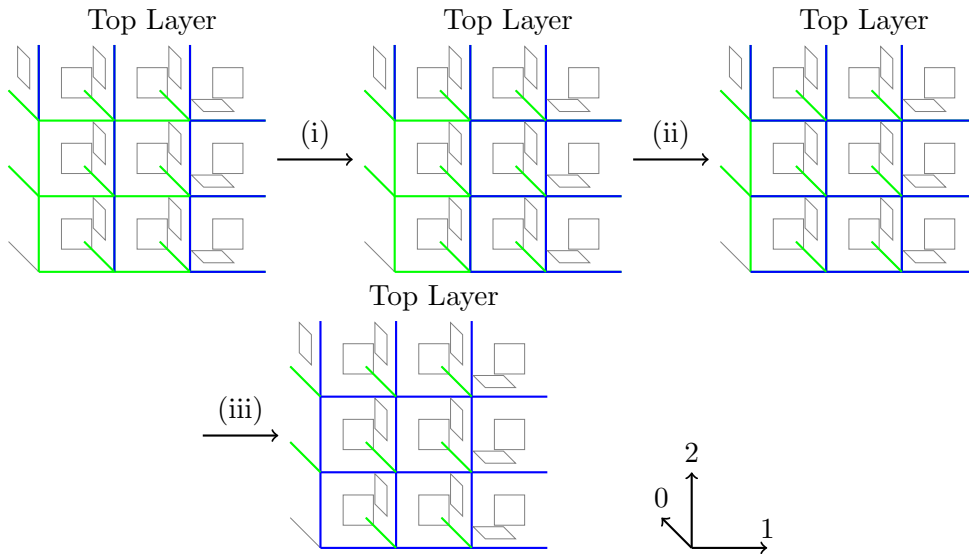 Top Layer Top Layer Top Layer
(i) (ii)
Top Layer
(iii)
2
0
1